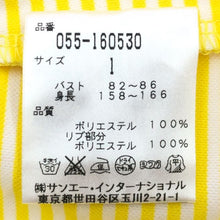 品番
055-160530
サイズ
1
バスト 82~86
身長 158~166
品質
ポリエステル 100%
リブ部分
ポリエステル 100%
㈱サンエー・インターナショナル
東京都世田谷区玉川2-21-1